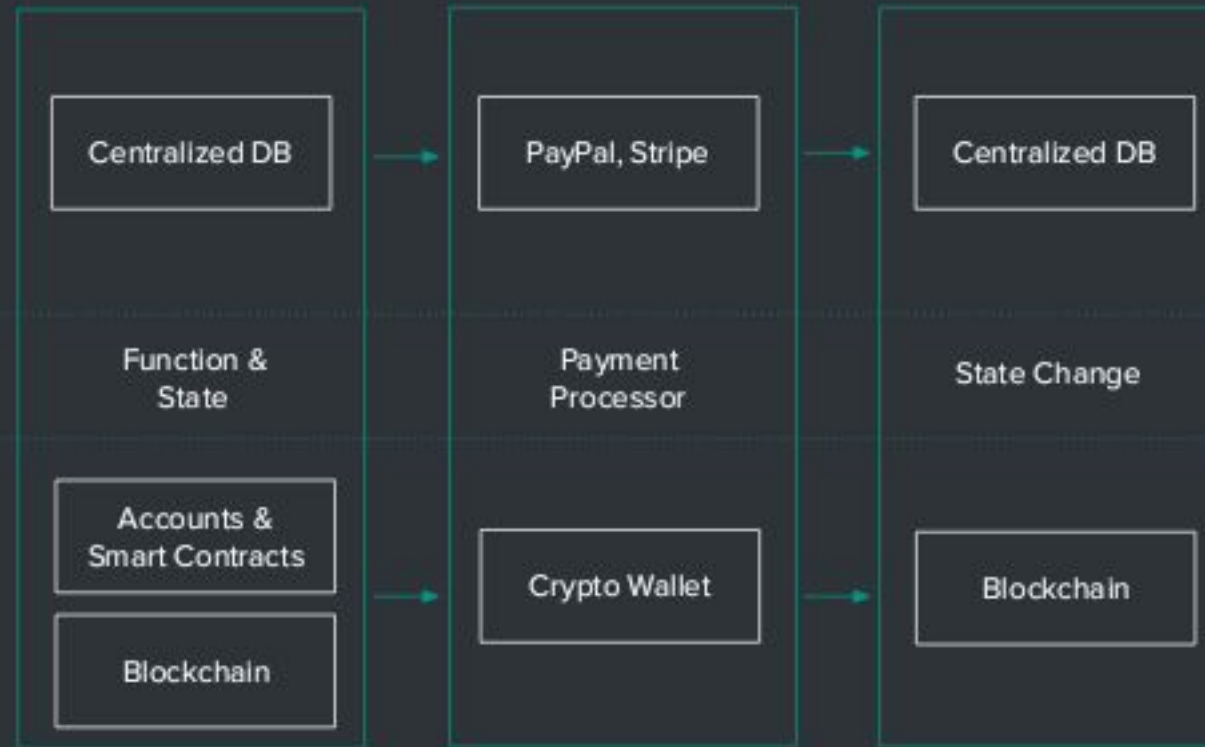 Centralized DB
PayPal, Stripe
Centralized DB
Function &
State
Payment
Processor
State Change
Accounts &
Smart Contracts
Blockchain
Crypto Wallet
Blockchain